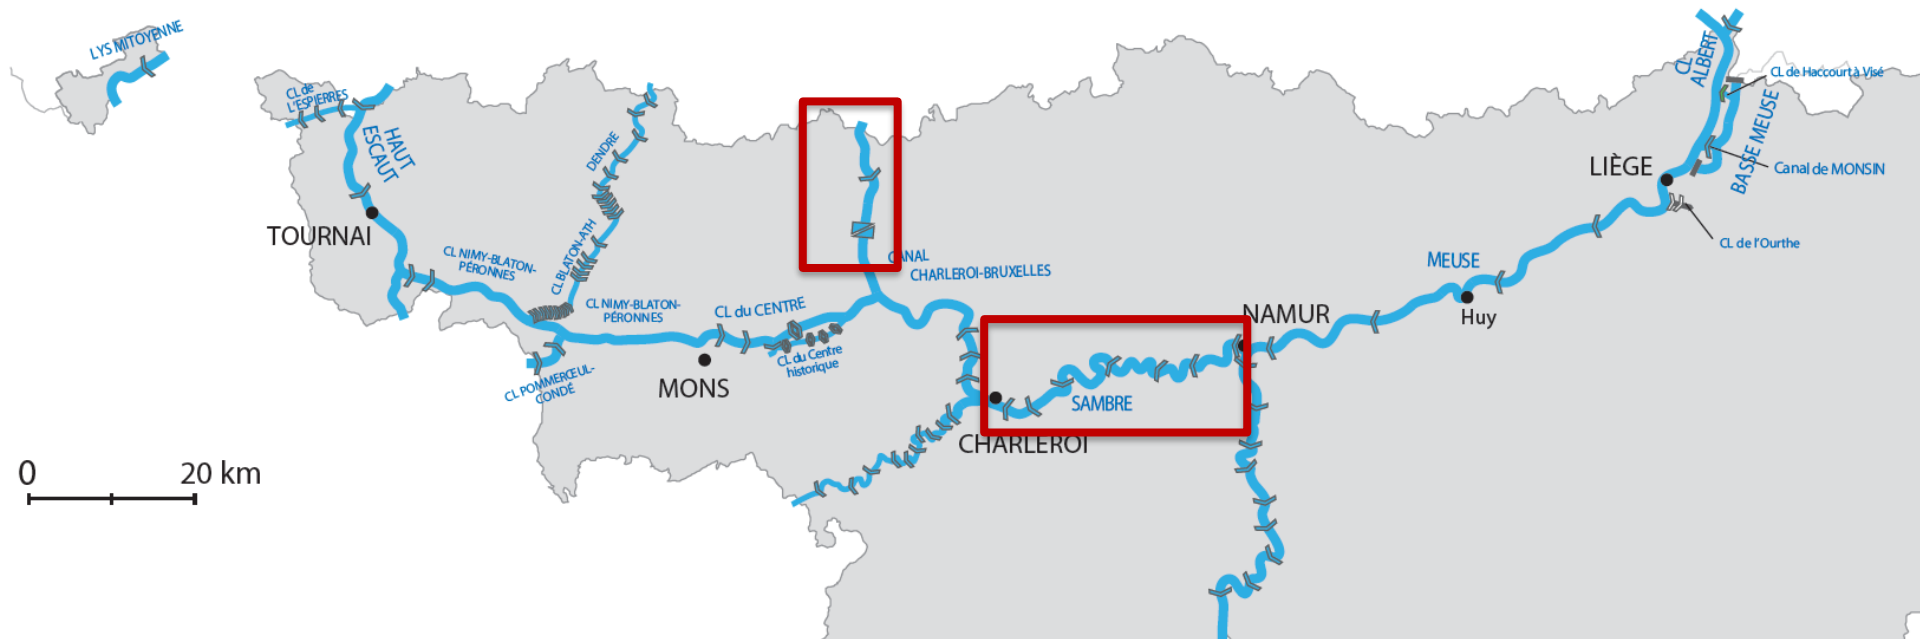 LYS MITOYENNE
CL de
L'ESPIERRES
HAUT
ESCAUT
TOURNAI
DENDRE
CL BLATON-ATH
CL NIMY-BLATON-
PÉRONNES
CL NIMY-BLATON-
PÉRONNES
CL POMMERŒUL-
CONDÉ
MONS
CL du CENTRE
CL du Centre
historique
CANAL
CHARLEROI-BRUXELLES
CHARLEROI
SAMBRE
NAMUR
MEUSE
Huy
LIÈGE
CL
ALBERT
CL de Haccourt à Visé
BASSE MEUSE
Canal de MONSIN
CL de l'Ourthe
0 20 km